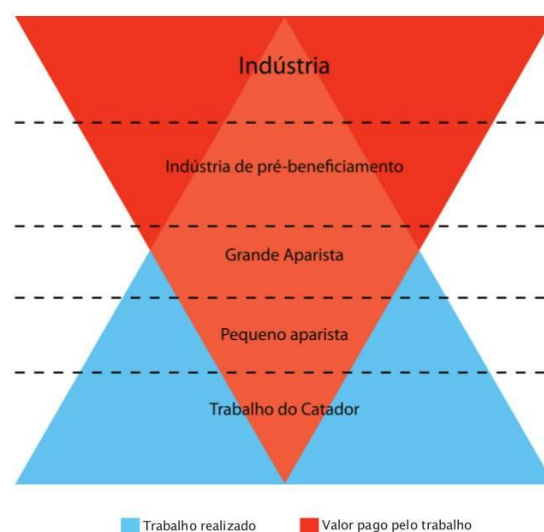 Indústria
Indústria de pré-beneficiamento
Grande Aparista
Pequeno aparista
Trabalho do Catador
Trabalho realizado
Valor pago pelo trabalho